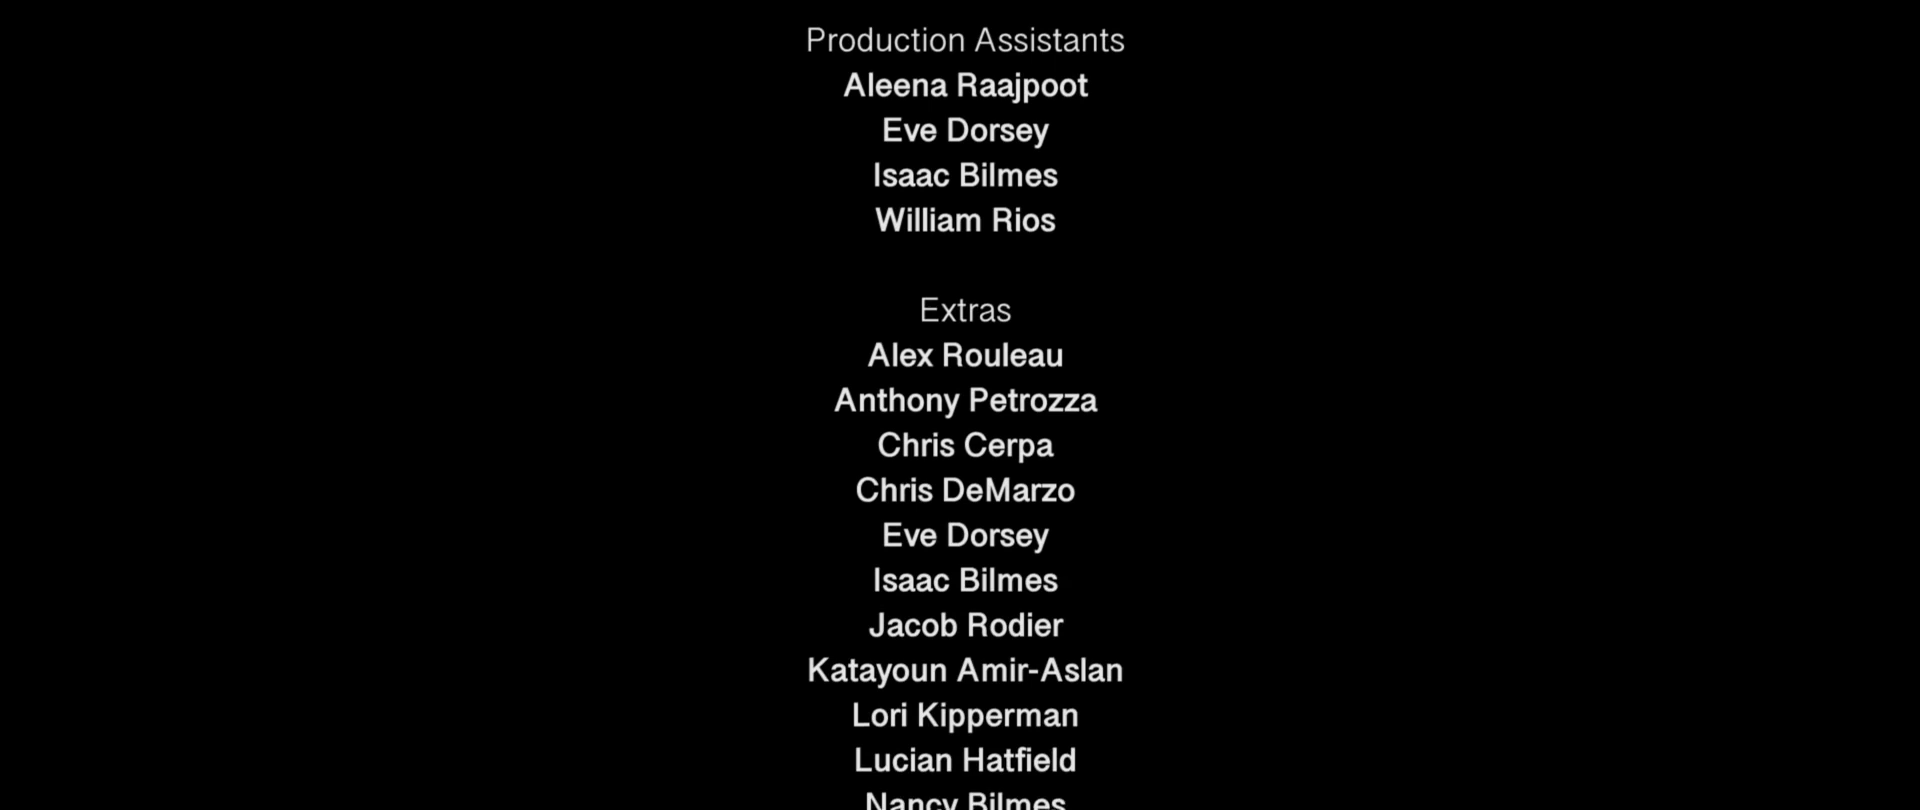 Production Assistants
Aleena Raajpoot
Eve Dorsey
Isaac Bilmes
William Rios
Extras
Alex Rouleau
Anthony Petrozza
Chris Cerpa
Chris DeMarzo
Eve Dorsey
Isaac Bilmes
Jacob Rodier
Katayoun Amir-Aslan
Lori Kipperman
Lucian Hatfield
Nancy Bilmes